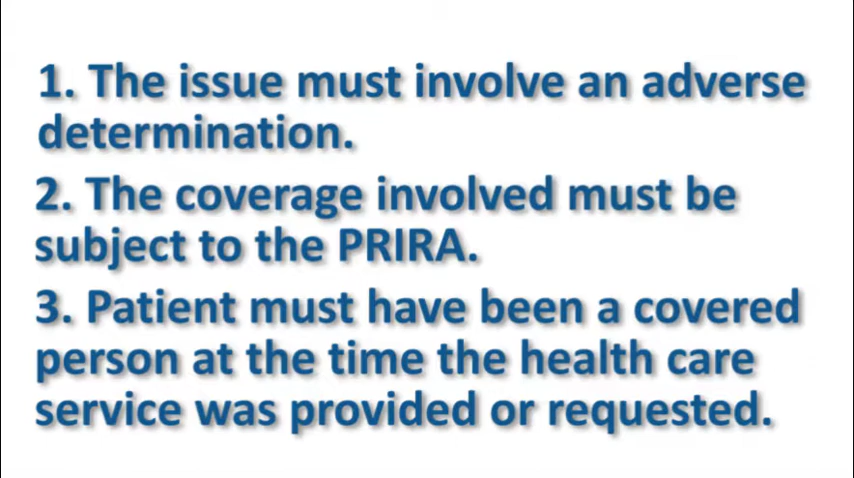 1. The issue must involve an adverse
determination.
2. The coverage involved must be
subject to the PRIRA.
3. Patient must have been a covered
person at the time the health care
service was provided or requested.